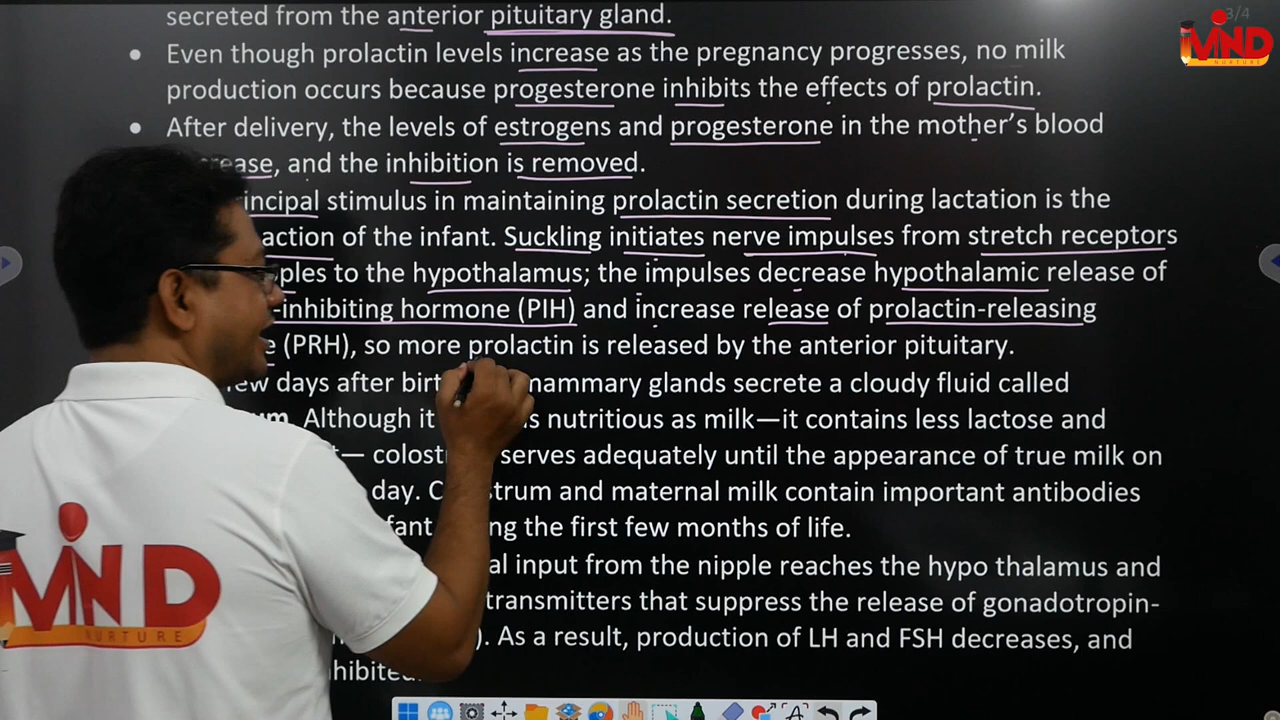 3/4
MIND
NURTURE
secreted from the anterior pituitary gland.
• Even though prolactin levels increase as the pregnancy progresses, no milk
production occurs because progesterone inhibits the effects of prolactin.
• After delivery, the levels of estrogens and progesterone in the mother's blood
rease, and the inhibition is removed.
incipal stimulus in maintaining prolactin secretion during lactation is the
action of the infant. Suckling initiates nerve impulses from stretch receptors
ples to the hypothalamus; the impulses decrease hypothalamic release of
-inhibiting hormone (PIH) and increase release of prolactin-releasing
e (PRH), so more prolactin is released by the anterior pituitary.
few days after birt mammary glands secrete a cloudy fluid called
um. Although it s nutritious as milk—it contains less lactose and
t— colost serves adequately until the appearance of true milk on
day. C strum and maternal milk contain important antibodies
fant ng the first few months of life.
al input from the nipple reaches the hypo thalamus and
transmitters that suppress the release of gonadotropin-
). As a result, production of LH and FSH decreases, and
hibited.
MIND
NURTURE